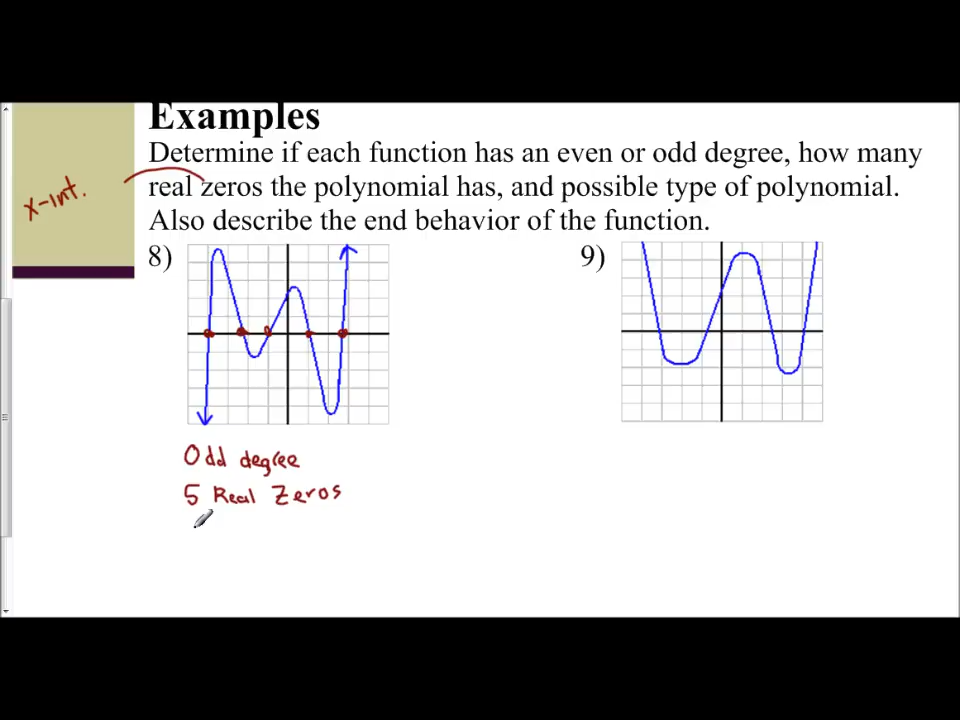 Examples
Determine if each function has an even or odd degree, how many
real zeros the polynomial has, and possible type of polynomial.
Also describe the end behavior of the function.
x-int.
8)
9)
Odd degree
5 Real Zeros